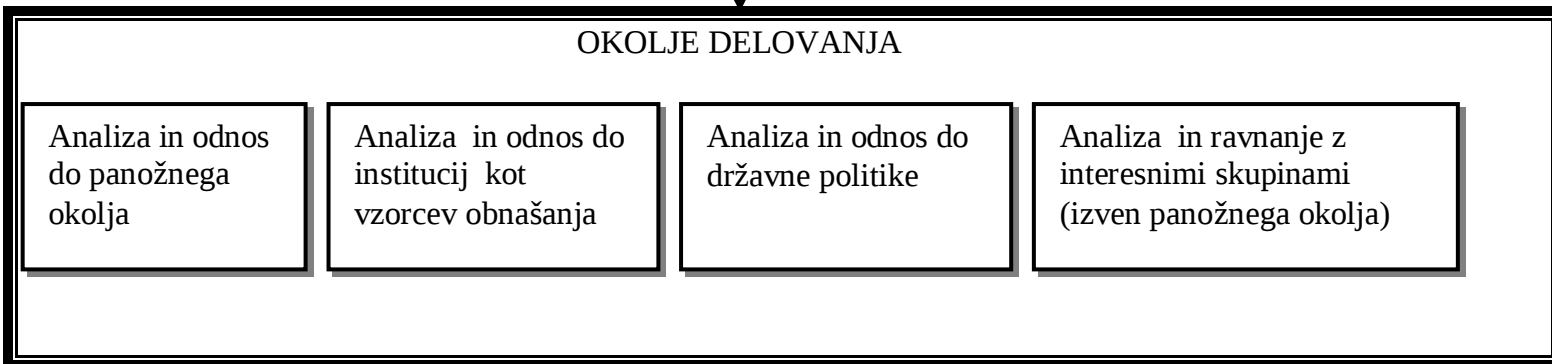 OKOLJE DELOVANJA
Analiza in odnos
do panožnega
okolja
Analiza  in odnos do
institucij  kot
vzorcev obnašanja
Analiza in odnos do
državne politike
Analiza  in ravnanje z
interesnimi skupinami
(izven panožnega okolja)